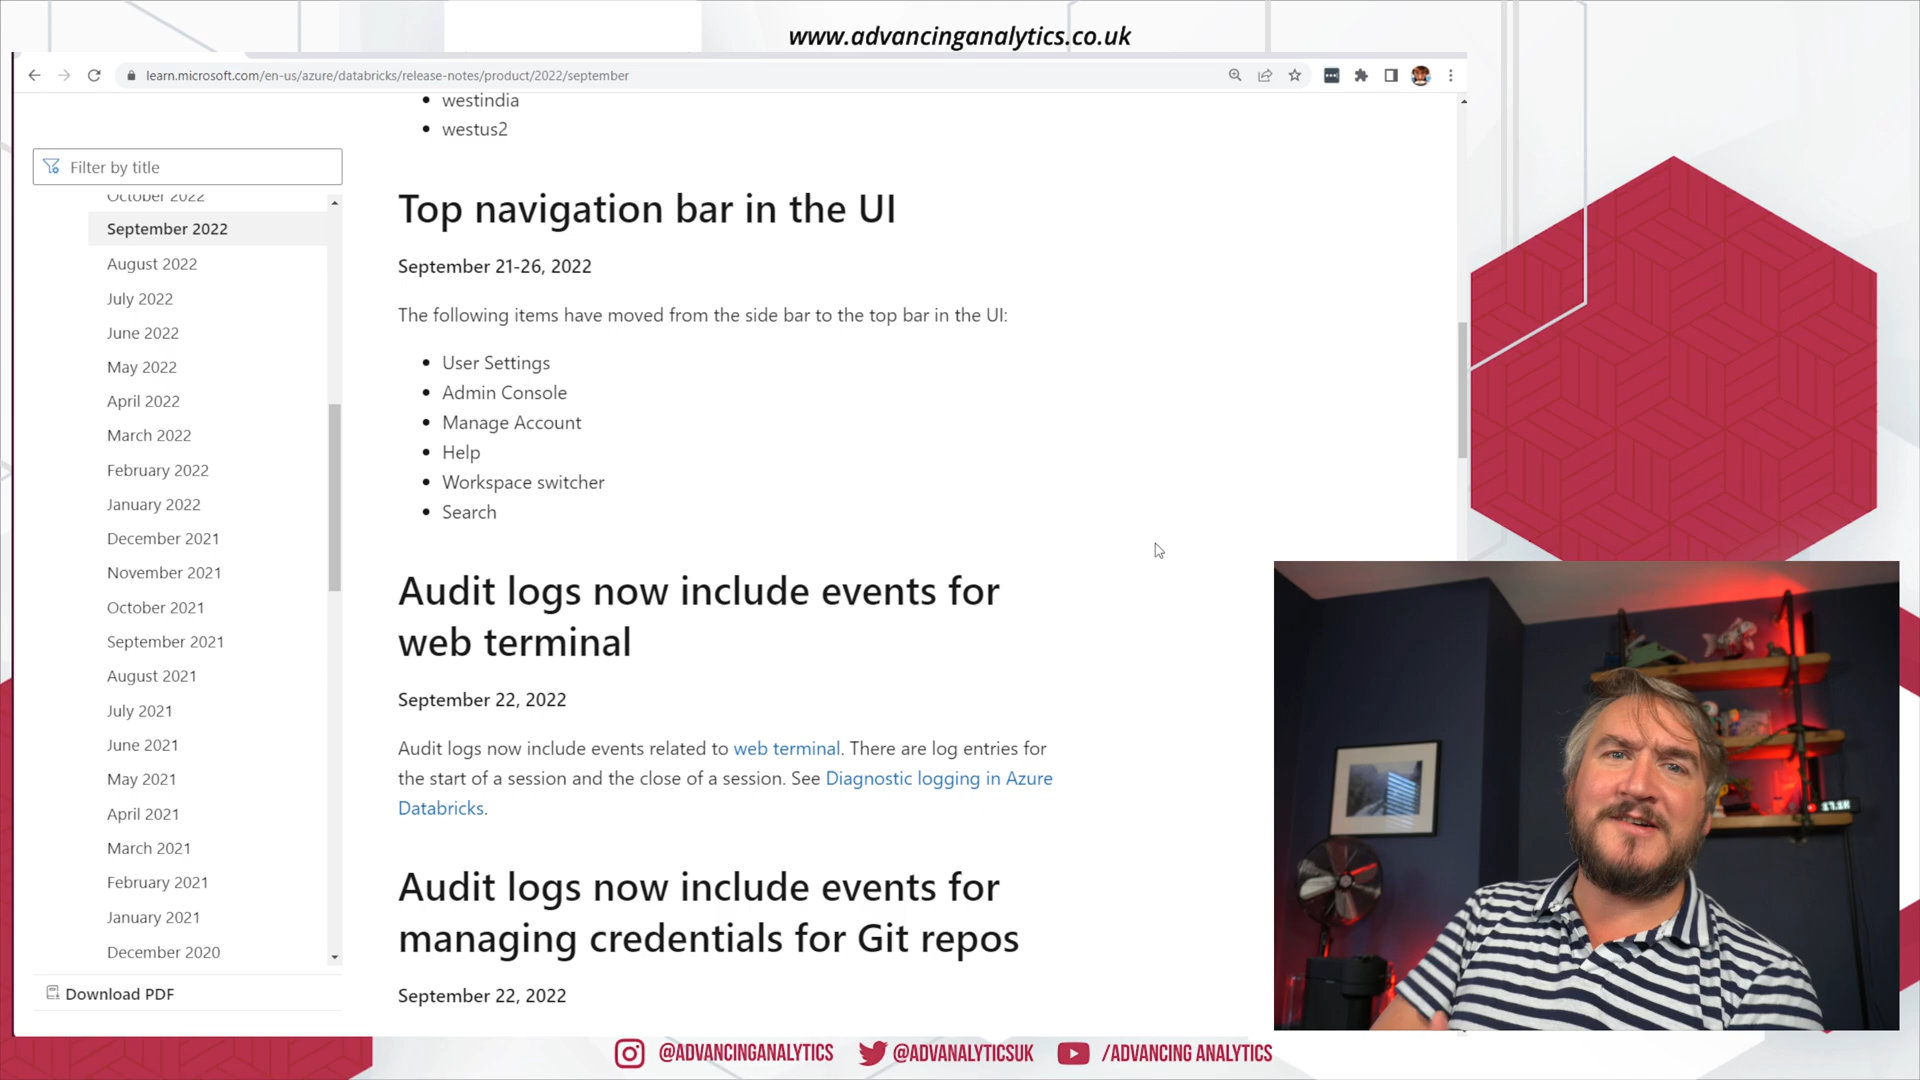 www.advancinganalytics.co.uk
learn.microsoft.com/en-us/azure/databricks/release-notes/product/2022/september
Filter by title
October 2022
September 2022
August 2022
July 2022
June 2022
May 2022
April 2022
March 2022
February 2022
January 2022
December 2021
November 2021
October 2021
September 2021
August 2021
July 2021
June 2021
May 2021
April 2021
March 2021
February 2021
January 2021
December 2020
Download PDF
• westindia
• westus2
Top navigation bar in the UI
September 21-26, 2022
The following items have moved from the side bar to the top bar in the UI:
• User Settings
• Admin Console
• Manage Account
• Help
• Workspace switcher
• Search
Audit logs now include events for
web terminal
September 22, 2022
Audit logs now include events related to web terminal. There are log entries for
the start of a session and the close of a session. See Diagnostic logging in Azure
Databricks.
Audit logs now include events for
managing credentials for Git repos
September 22, 2022
@ADVANCINGANALYTICS @ADVANALYTICSUK /ADVANCING ANALYTICS